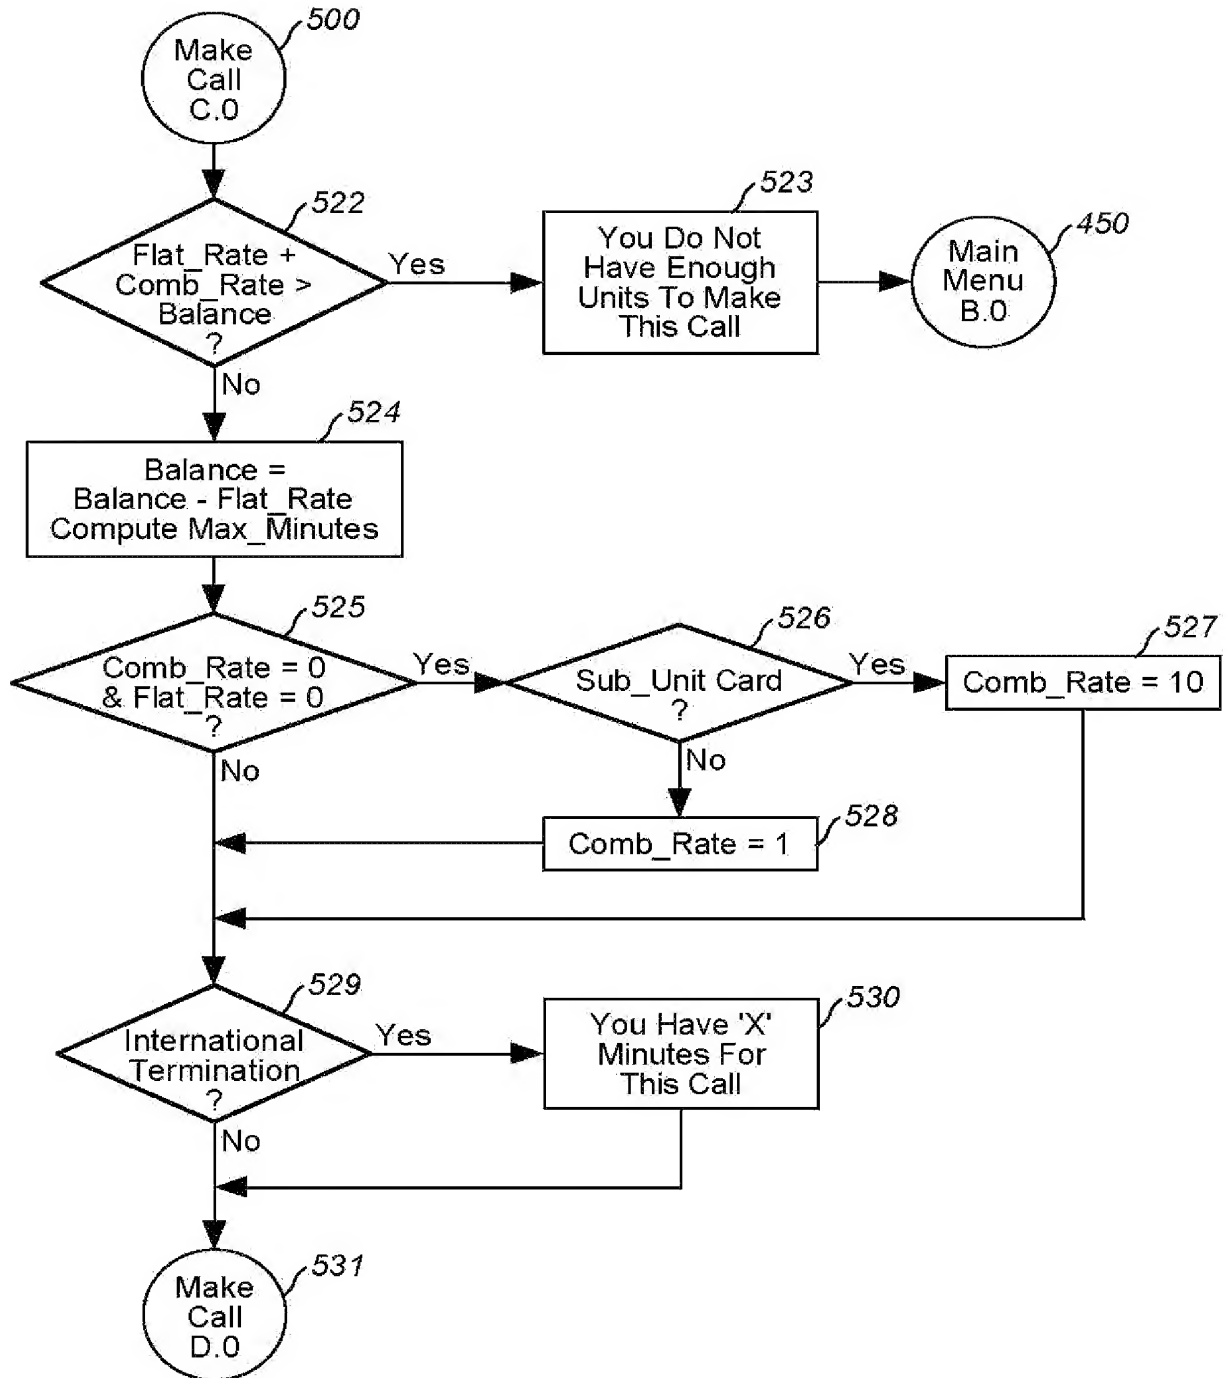 500
Make
Call
C.0
522
Flat_Rate +
Comb_Rate >
Balance
?
Yes
523
You Do Not
Have Enough
Units To Make
This Call
450
Main
Menu
B.0
No
524
Balance =
Balance - Flat_Rate
Compute Max_Minutes
525
Comb_Rate = 0
& Flat_Rate = 0
?
Yes
526
Sub_Unit Card
?
Yes
527
Comb_Rate = 10
No
No
528
Comb_Rate = 1
529
International
Termination
?
Yes
530
You Have 'X'
Minutes For
This Call
No
531
Make
Call
D.0